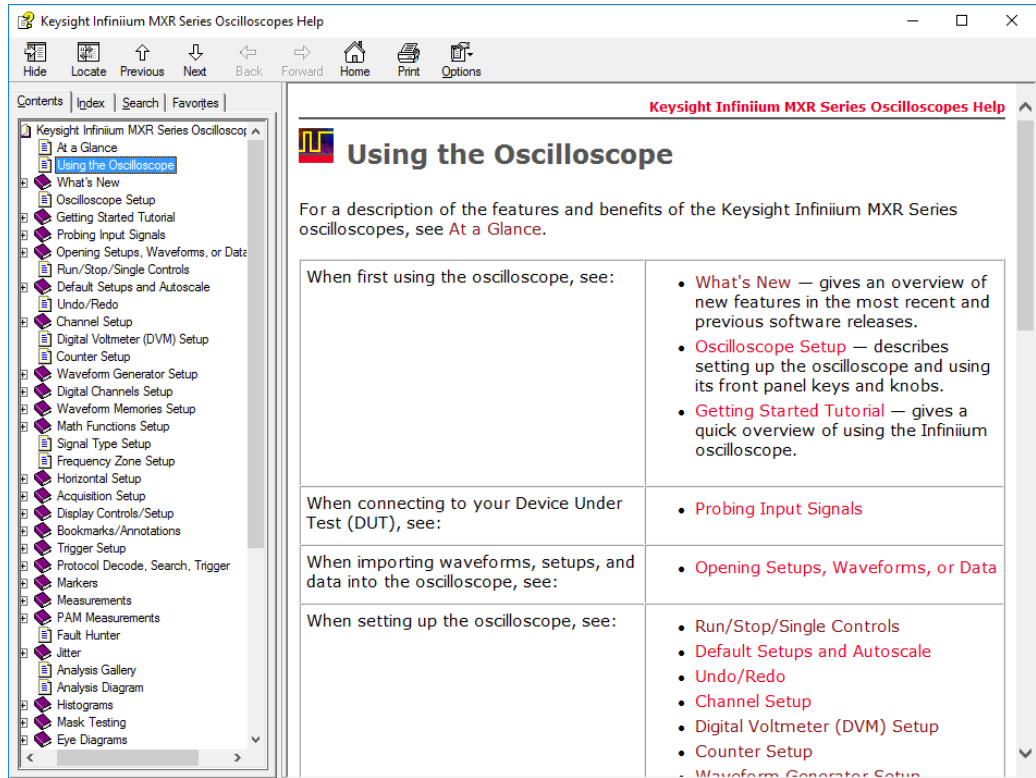 Keysight Infiniium MXR Series Oscilloscopes Help
Hide Locate Previous Next Back Forward Home Print Options
Contents Index Search Favorites
Keysight Infiniium MXR Series Oscilloscop
At a Glance
Using the Oscilloscope
What's New
Oscilloscope Setup
Getting Started Tutorial
Probing Input Signals
Opening Setups, Waveforms, or Data
Run/Stop/Single Controls
Default Setups and Autoscale
Undo/Redo
Channel Setup
Digital Voltmeter (DVM) Setup
Counter Setup
Waveform Generator Setup
Digital Channels Setup
Waveform Memories Setup
Math Functions Setup
Signal Type Setup
Frequency Zone Setup
Horizontal Setup
Acquisition Setup
Display Controls/Setup
Bookmarks/Annotations
Trigger Setup
Protocol Decode, Search, Trigger
Markers
Measurements
PAM Measurements
Fault Hunter
Jitter
Analysis Gallery
Analysis Diagram
Histograms
Mask Testing
Eye Diagrams
Keysight Infiniium MXR Series Oscilloscopes Help
Using the Oscilloscope
For a description of the features and benefits of the Keysight Infiniium MXR Series
oscilloscopes, see At a Glance.
When first using the oscilloscope, see:
• What's New — gives an overview of
new features in the most recent and
previous software releases.
• Oscilloscope Setup — describes
setting up the oscilloscope and using
its front panel keys and knobs.
• Getting Started Tutorial — gives a
quick overview of using the Infiniium
oscilloscope.
When connecting to your Device Under
Test (DUT), see:
• Probing Input Signals
When importing waveforms, setups, and
data into the oscilloscope, see:
• Opening Setups, Waveforms, or Data
When setting up the oscilloscope, see:
• Run/Stop/Single Controls
• Default Setups and Autoscale
• Undo/Redo
• Channel Setup
• Digital Voltmeter (DVM) Setup
• Counter Setup
• Waveform Generator Setup